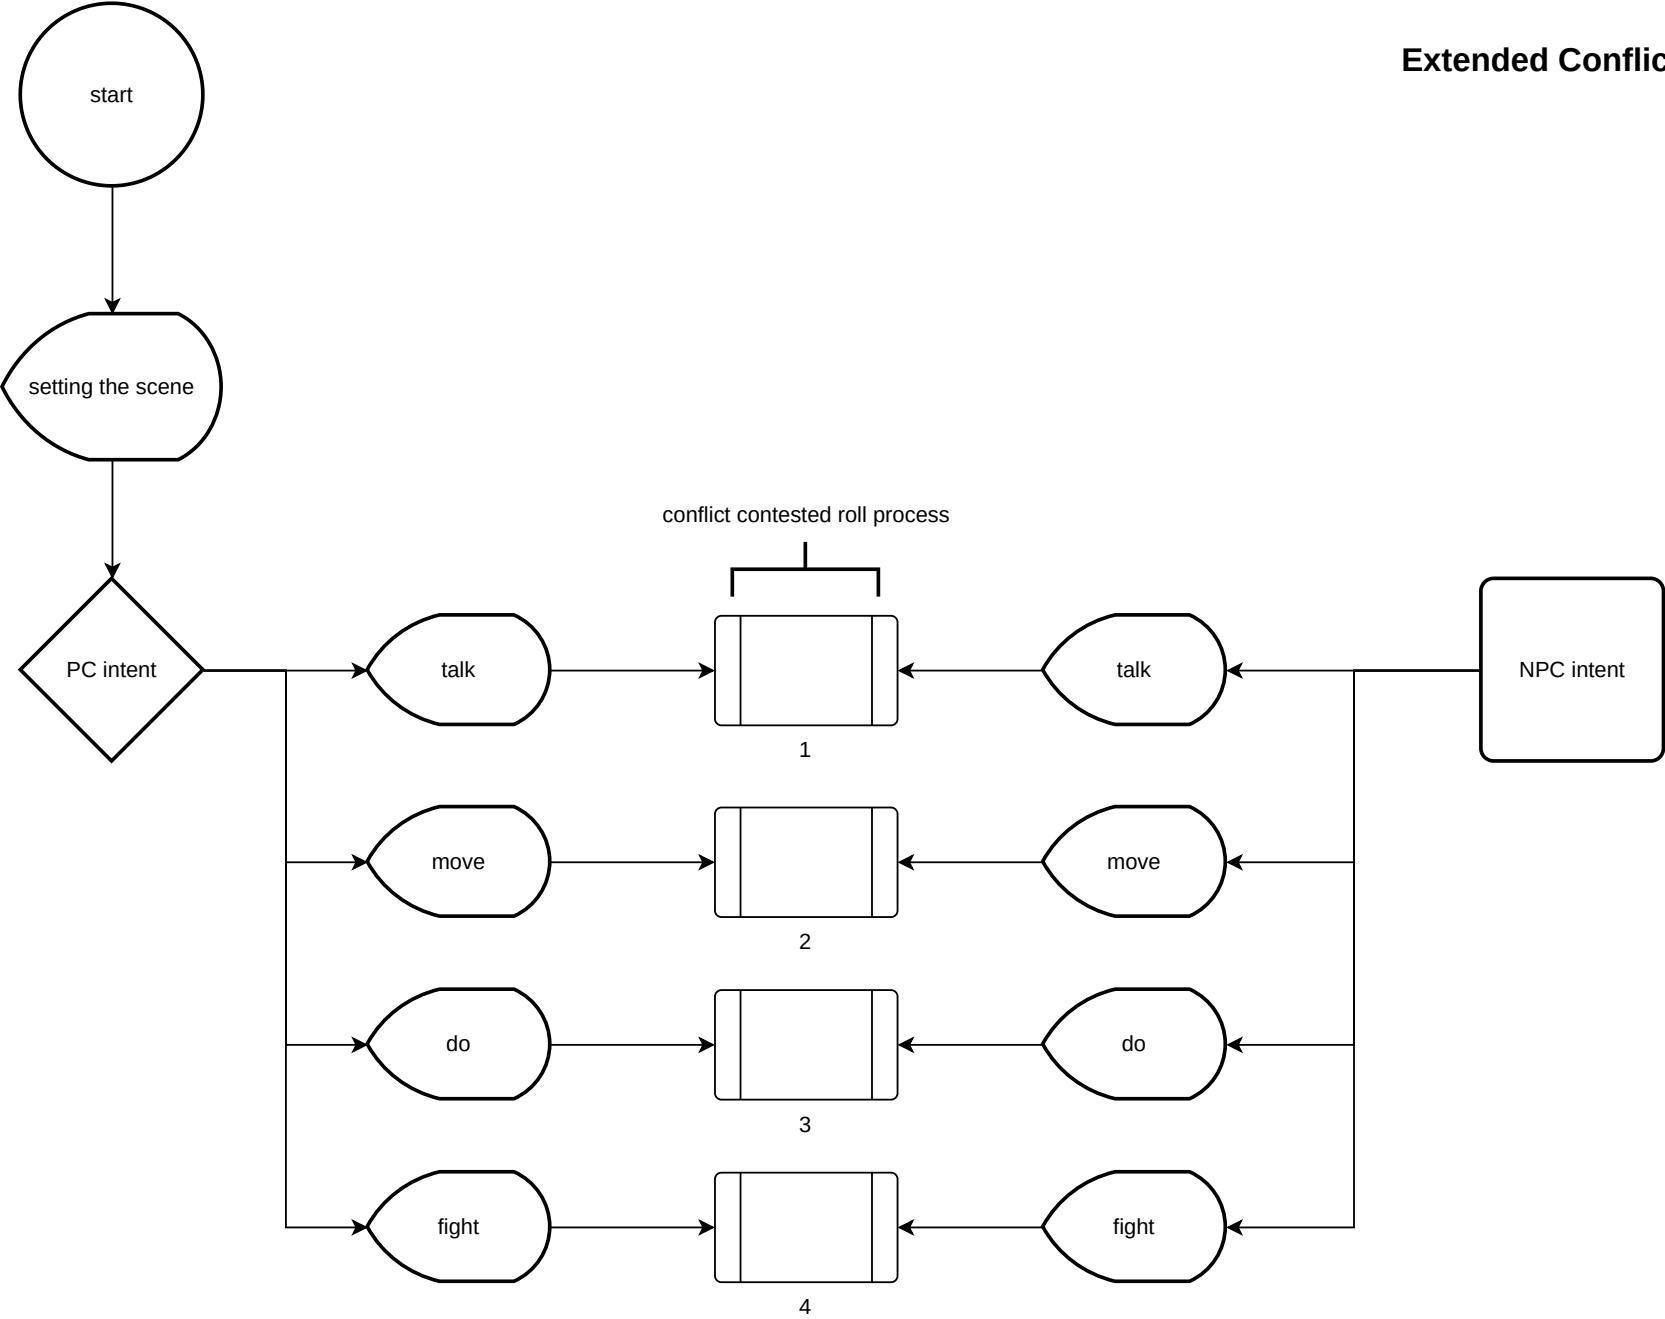 start
Extended Conflic
setting the scene
conflict contested roll process
PC intent
talk
talk
NPC intent
1
move
move
2
do
do
3
fight
fight
4